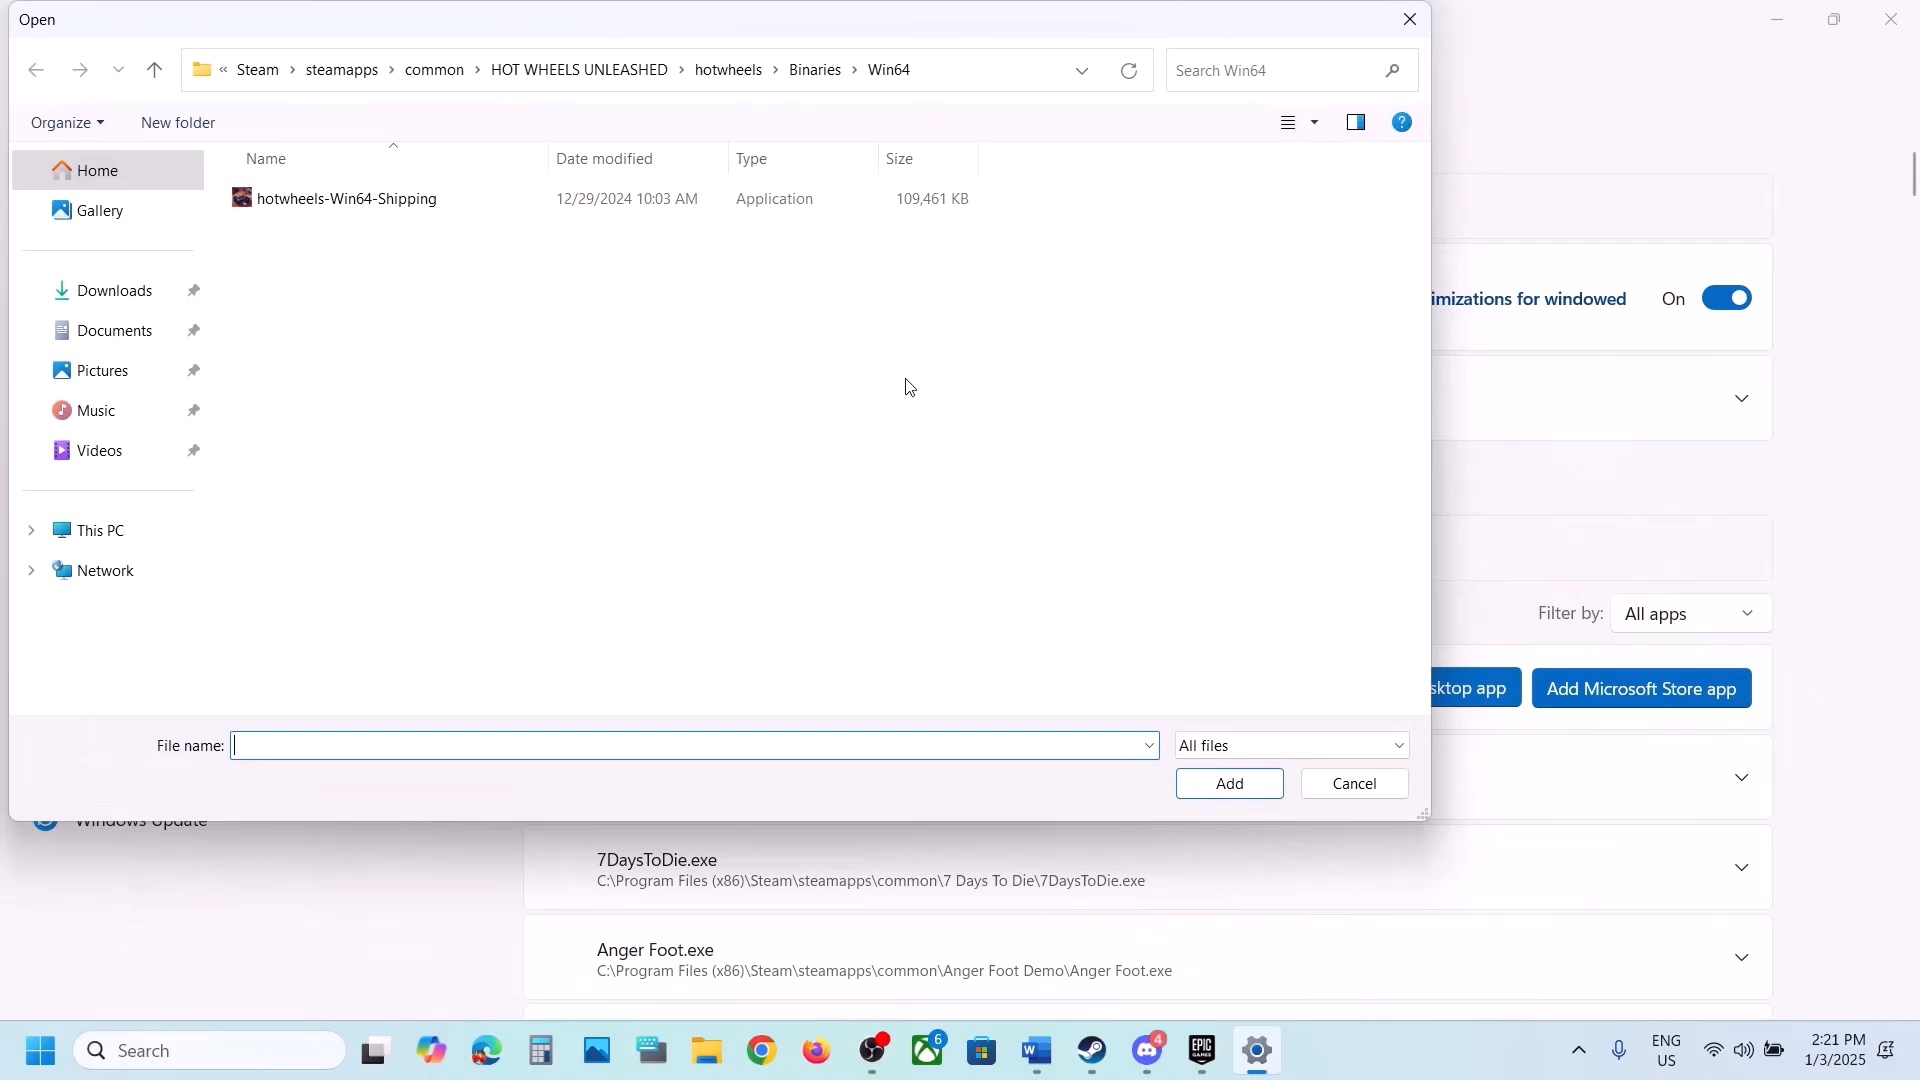 Open
« Steam > steamapps > common > HOT WHEELS UNLEASHED > hotwheels > Binaries > Win64
Search Win64
Organize
New folder
?
Name
Date modified
Type
Size
hotwheels-Win64-Shipping
12/29/2024 10:03 AM
Application
109,461 KB
Home
Gallery
Downloads
Documents
Pictures
Music
Videos
This PC
Network
File name:
All files
Add
Cancel
imizations for windowed
On
Filter by:
All apps
sktop app
Add Microsoft Store app
Windows Update
7DaysToDie.exe
C:\Program Files (x86)\Steam\steamapps\common\7 Days To Die\7DaysToDie.exe
Anger Foot.exe
C:\Program Files (x86)\Steam\steamapps\common\Anger Foot Demo\Anger Foot.exe
Search
6
4
EPIC
GAMES
ENG
US
2:21 PM
1/3/2025